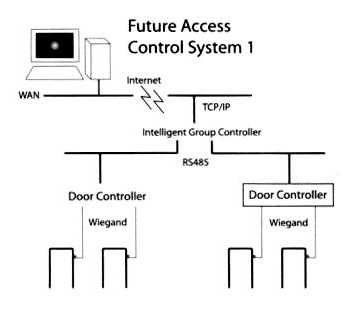 Future Access
Control System 1
Internet
WAN
TCP/IP
Intelligent Group Controller
RS485
Door Controller
Door Controller
Wiegand
Wiegand